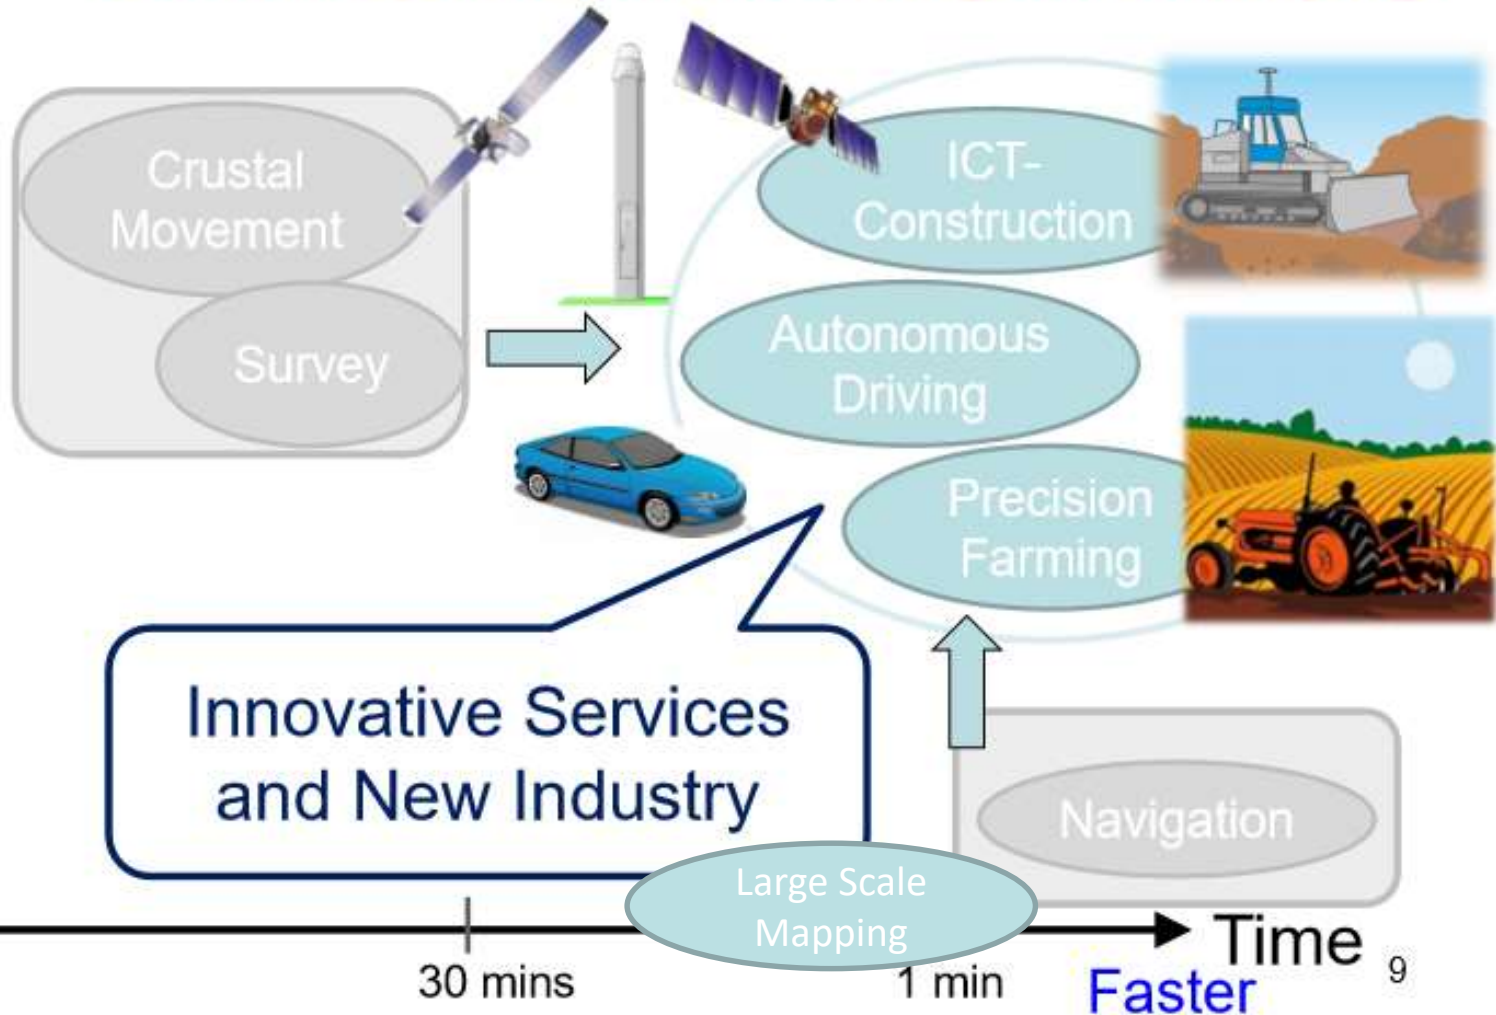 Crustal
Movement
Survey
ICT-
Construction
Autonomous
Driving
Precision
Farming
Innovative Services
and New Industry
Navigation
Large Scale
Mapping
30 mins
1 min
Time
Faster
9